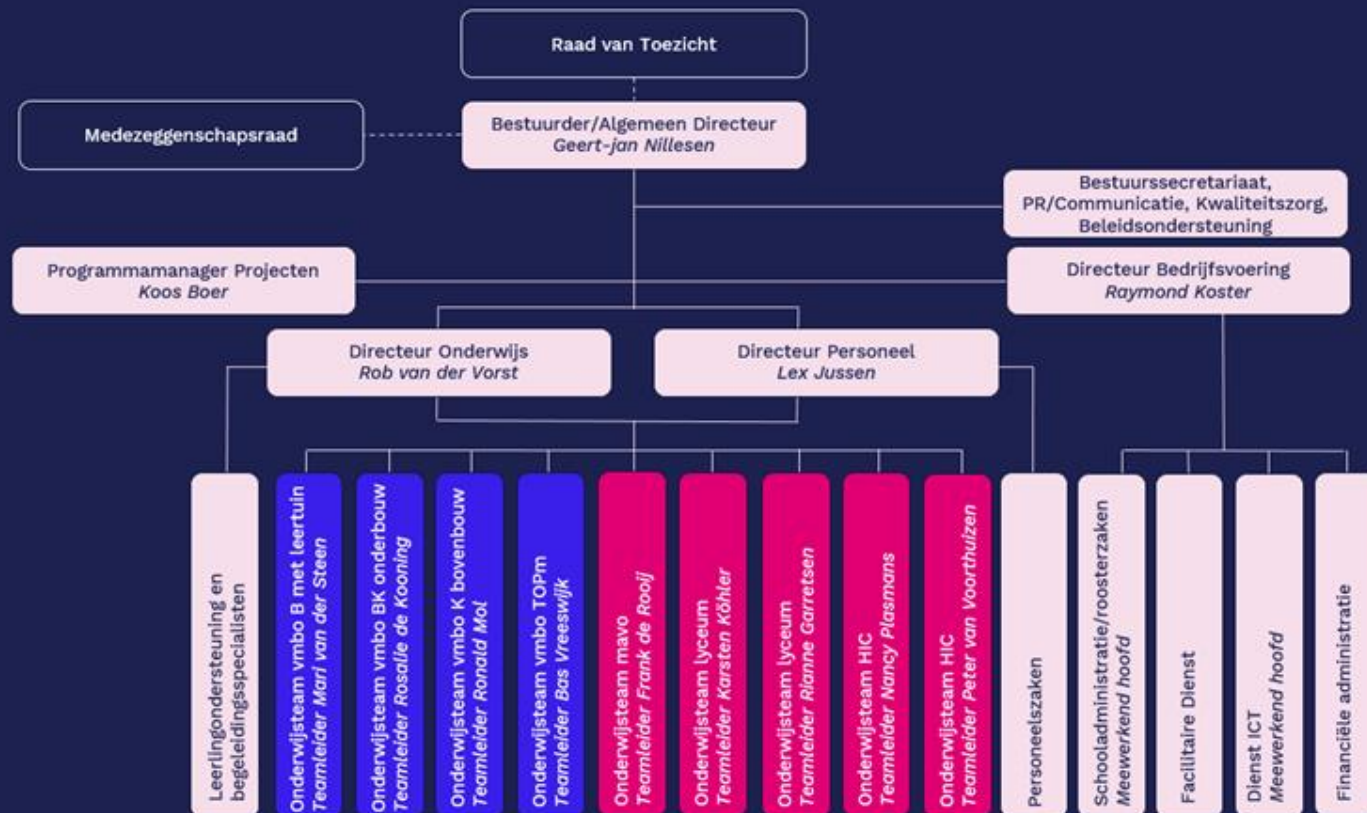 Raad van Toezicht
Medezeggenschapsraad
Bestuurder/Algemeen Directeur
Geert-jan Nillesen
Bestuurssecretariaat,
PR/Communicatie, Kwaliteitszorg,
Beleidsondersteuning
Programmamanager Projecten
Koos Boer
Directeur Bedrijfsvoering
Raymond Koster
Directeur Onderwijs
Rob van der Vorst
Directeur Personeel
Lex Jussen
Leerlingondersteuning en
begeleidingsspecialisten
Onderwijsteam vmbo B met leertuin
Teamleider Mari van der Steen
Onderwijsteam vmbo BK onderbouw
Teamleider Rosalie de Kooning
Onderwijsteam vmbo K bovenbouw
Teamleider Ronald Mol
Onderwijsteam vmbo TOPm
Teamleider Bas Vreeswijk
Onderwijsteam mavo
Teamleider Frank de Rooij
Onderwijsteam lyceum
Teamleider Karsten Köhler
Onderwijsteam lyceum
Teamleider Rianne Garretsen
Onderwijsteam HIC
Teamleider Nancy Plasmans
Onderwijsteam HIC
Teamleider Peter van Voorthuizen
Personeelszaken
Schooladministratie/roosterzaken
Meewerkend hoofd
Facilitaire Dienst
Dienst ICT
Meewerkend hoofd
Financiële administratie